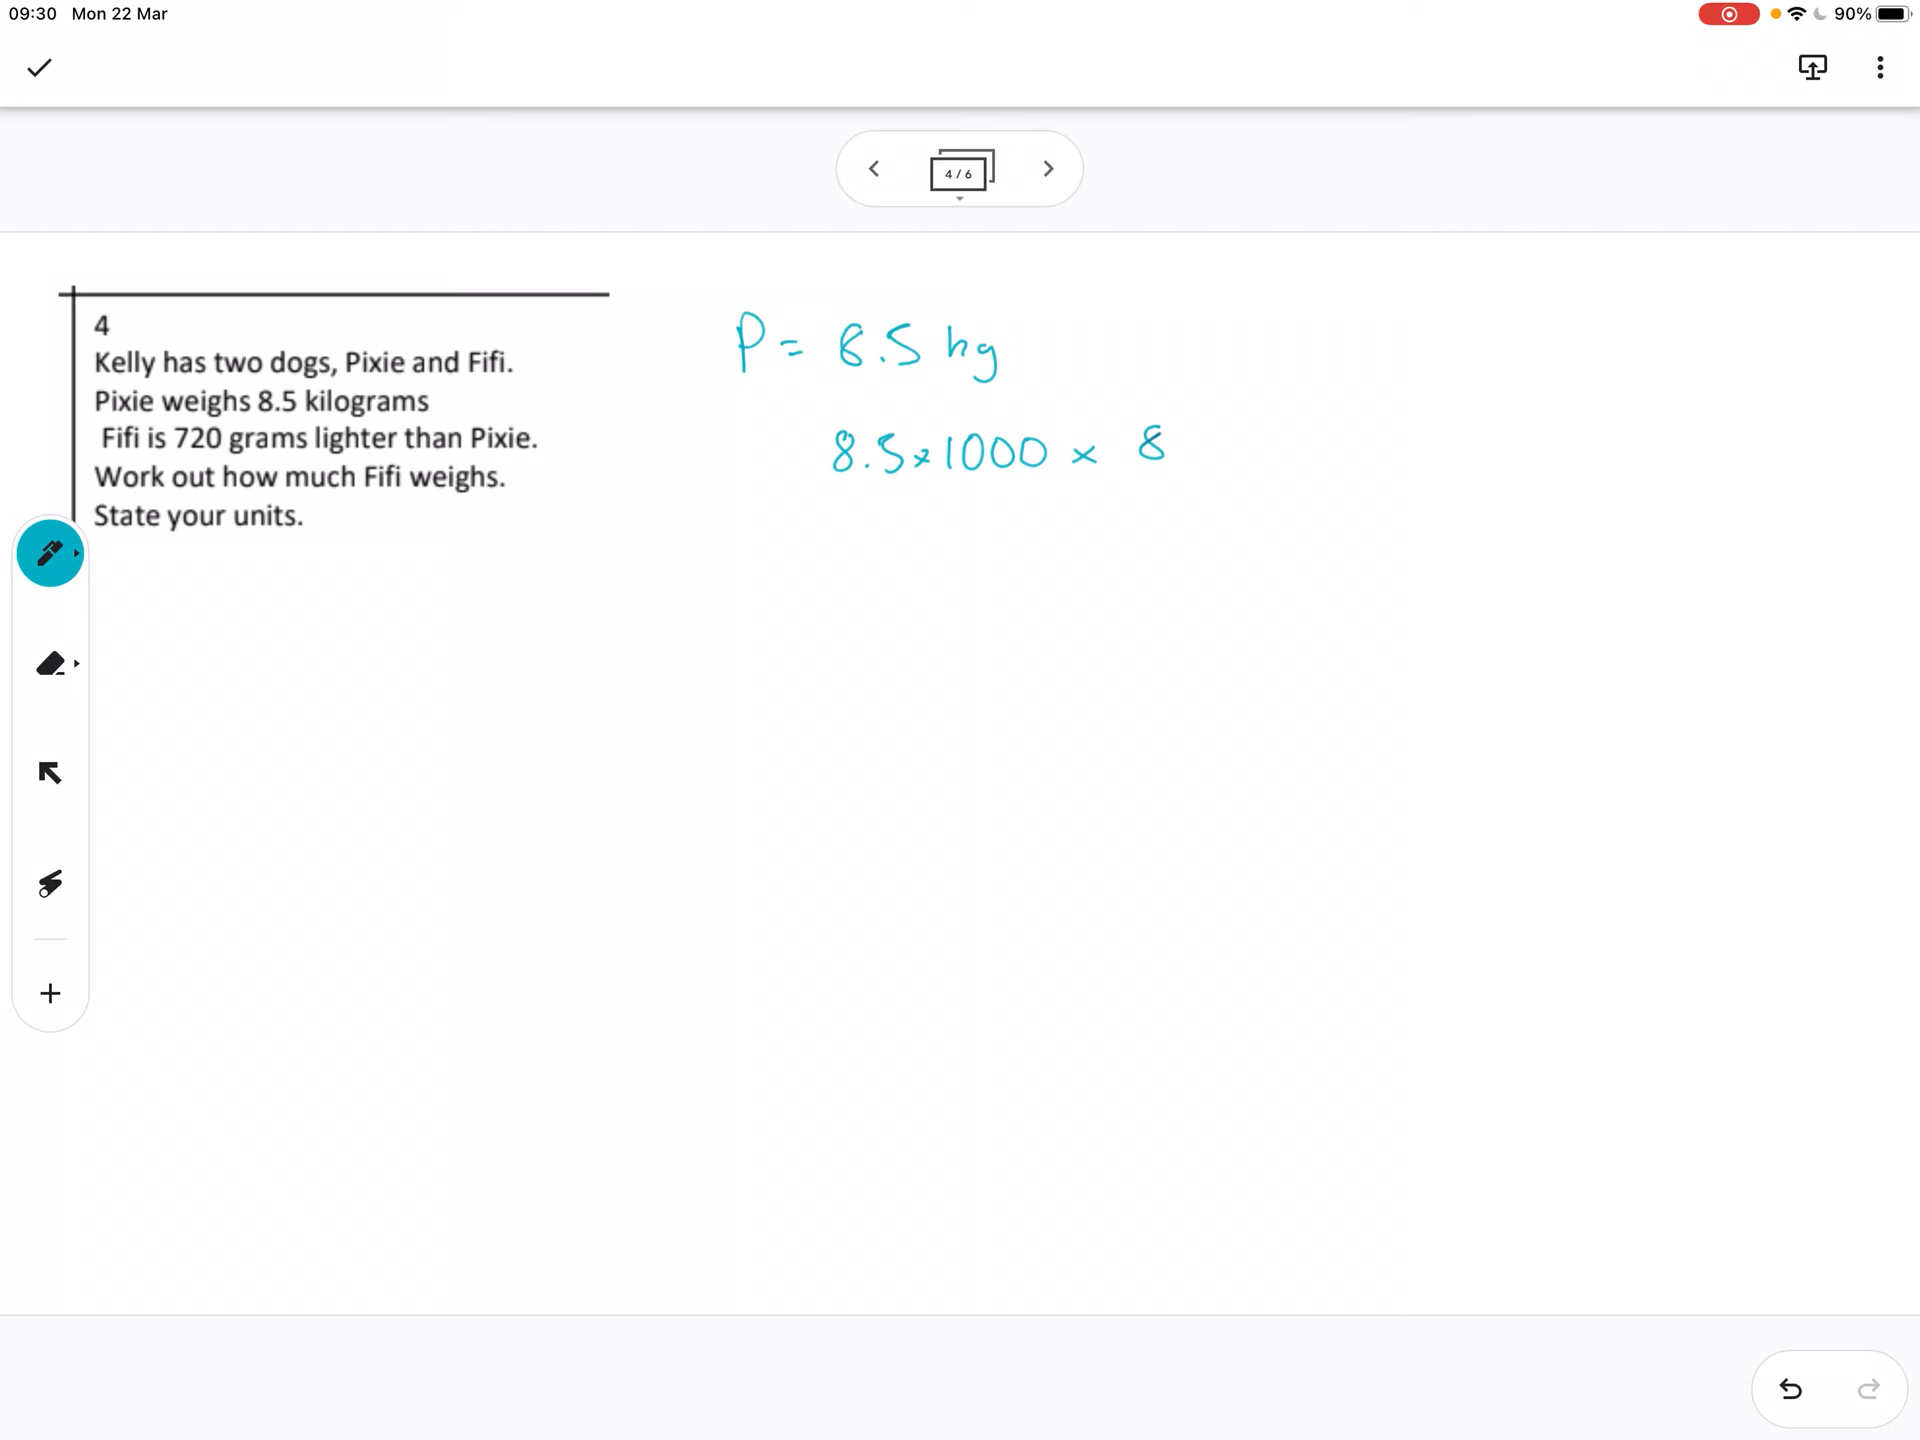 09:30 Mon 22 Mar
90%
4 / 6
4
Kelly has two dogs, Pixie and Fifi.
Pixie weighs 8.5 kilograms
Fifi is 720 grams lighter than Pixie.
Work out how much Fifi weighs.
State your units.
P = 8.5 kg
8.5 × 1000 × 8